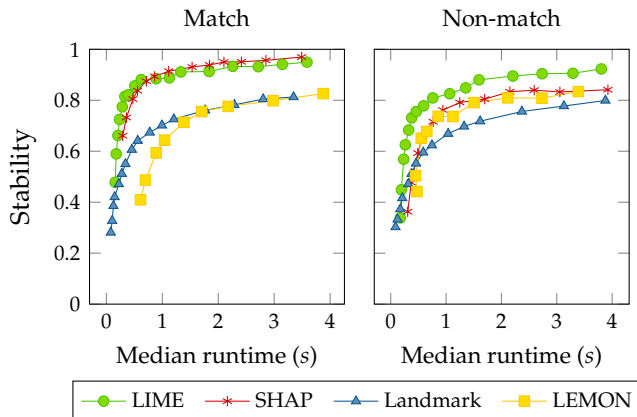 Match
Non-match
1
0.8
0.6
0.4
0.2
0
Stability
0 1 2 3 4
0 1 2 3 4
Median runtime (s)
Median runtime (s)
LIME SHAP Landmark LEMON